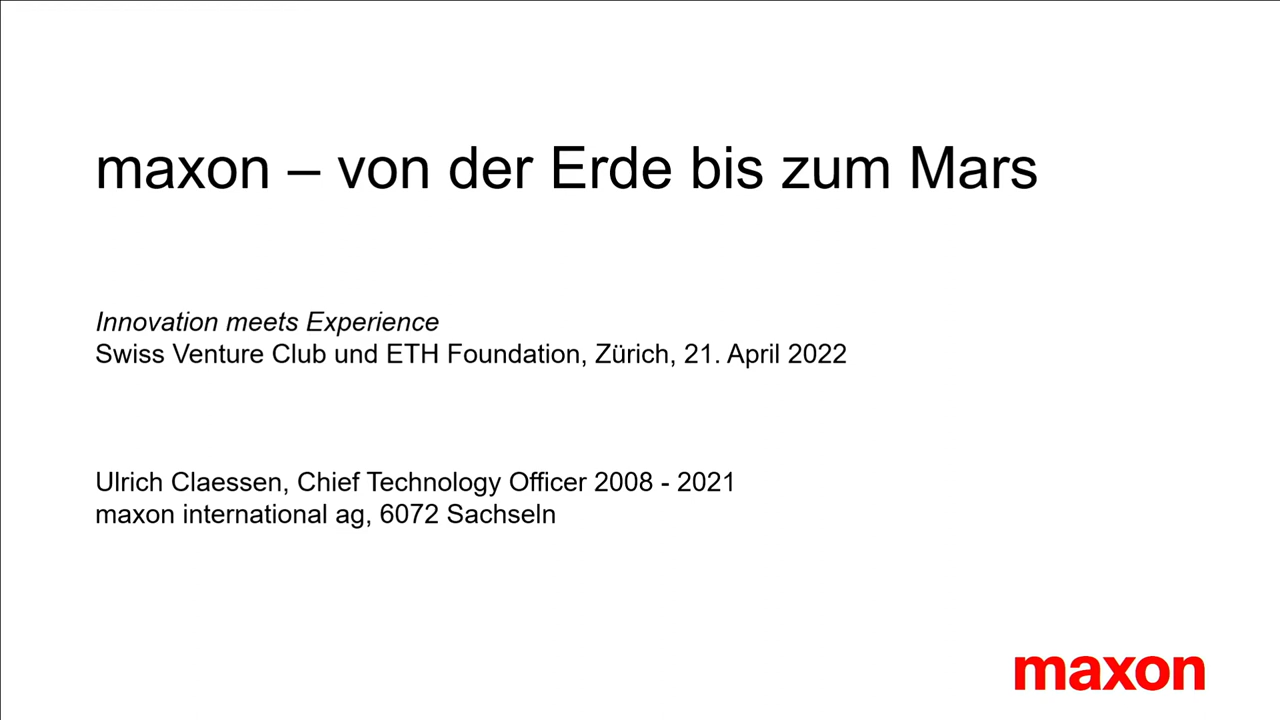 maxon – von der Erde bis zum Mars
Innovation meets Experience
Swiss Venture Club und ETH Foundation, Zürich, 21. April 2022
Ulrich Claessen, Chief Technology Officer 2008 - 2021
maxon international ag, 6072 Sachseln
maxon